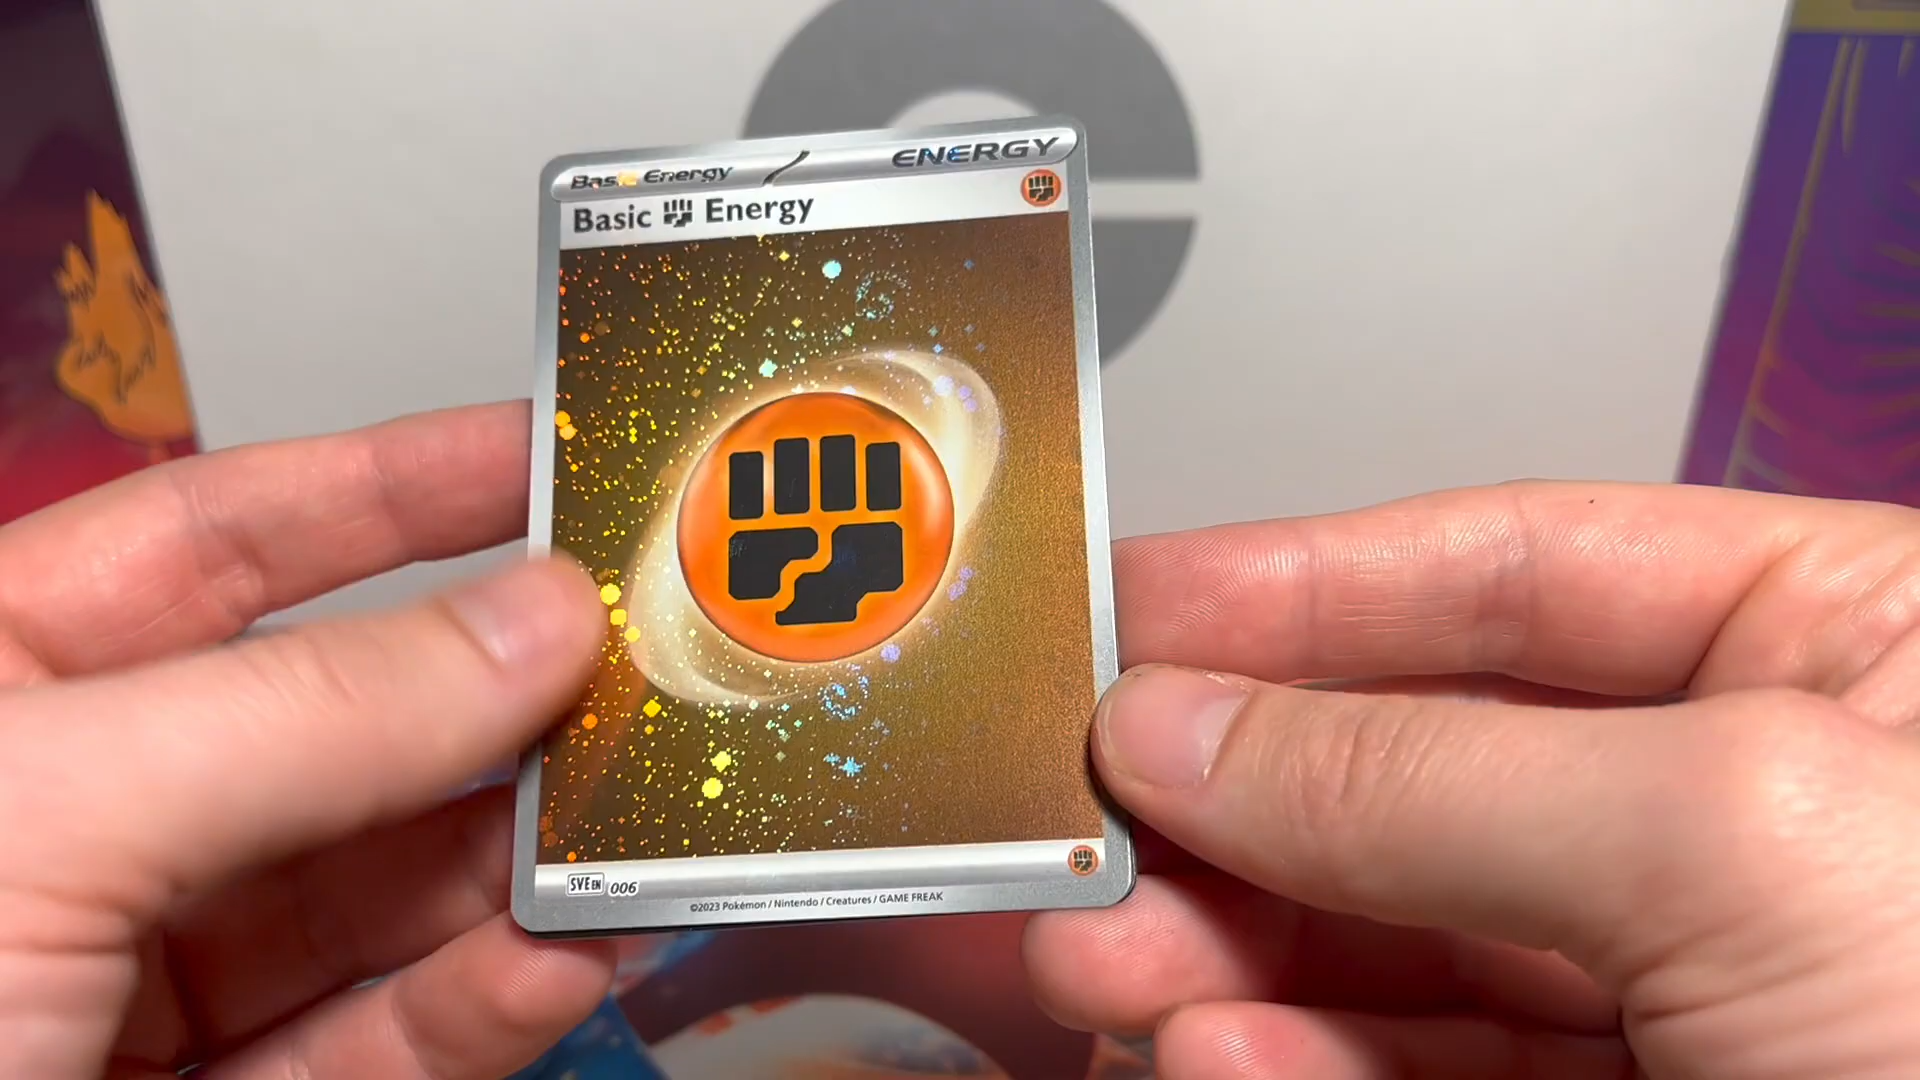 Basic Energy
ENERGY
Basic Energy
SVE EN 006
©2023 Pokémon / Nintendo / Creatures / GAME FREAK